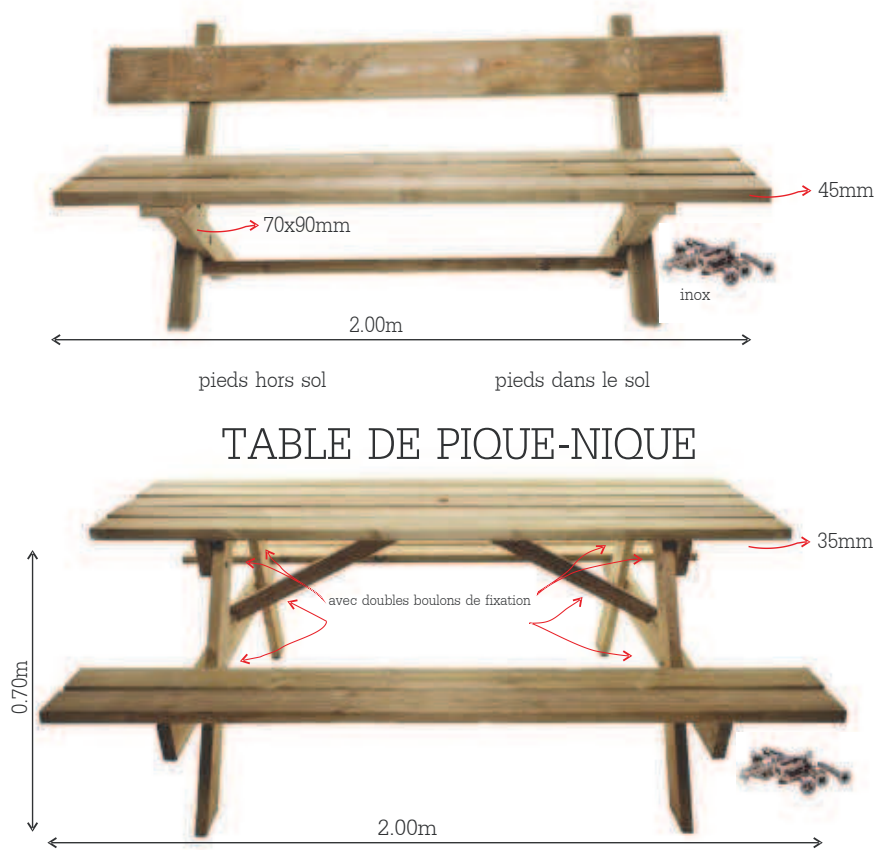 45mm
70x90mm
inox
2.00m
pieds hors sol
pieds dans le sol
TABLE DE PIQUE-NIQUE
35mm
avec doubles boulons de fixation
0.70m
2.00m